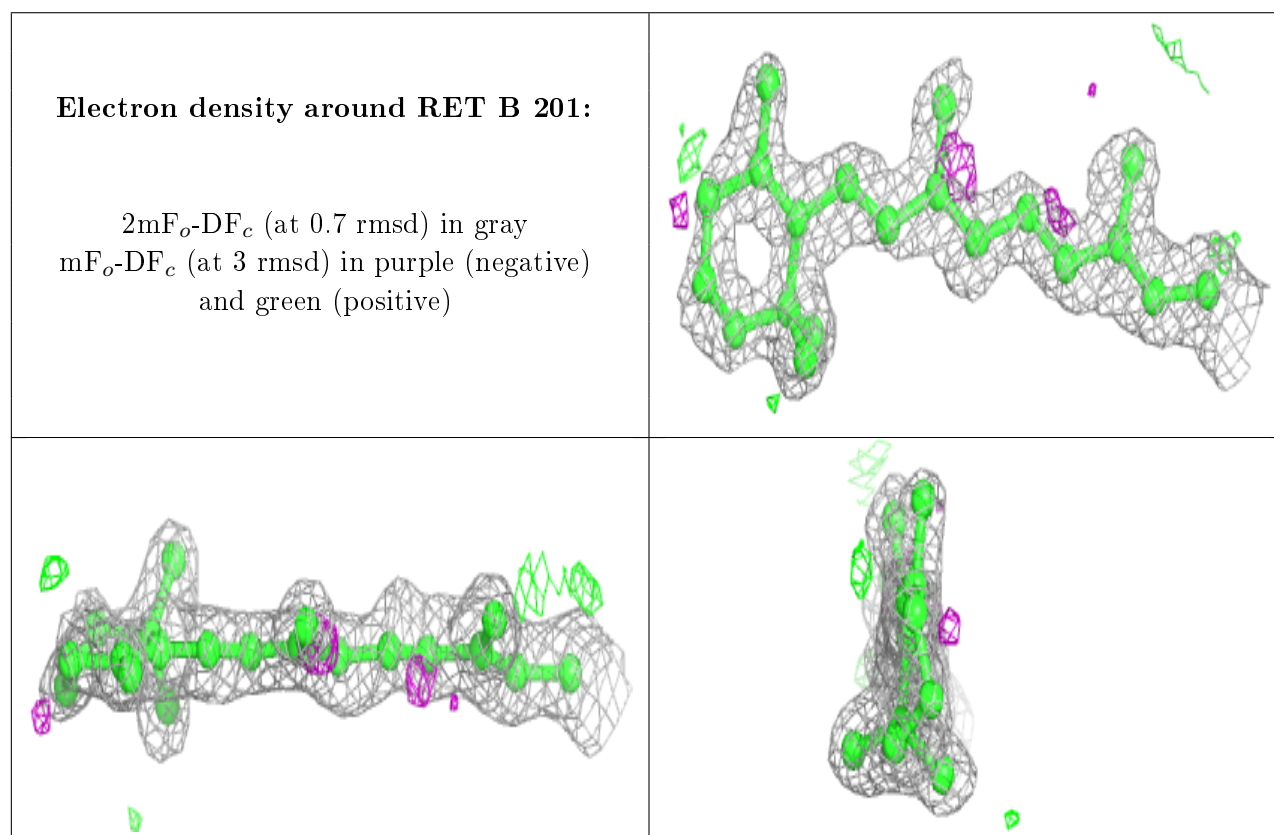 Electron density around RET B 201:
2mFₒ-DF𝒸 (at 0.7 rmsd) in gray
mFₒ-DF𝒸 (at 3 rmsd) in purple (negative)
and green (positive)